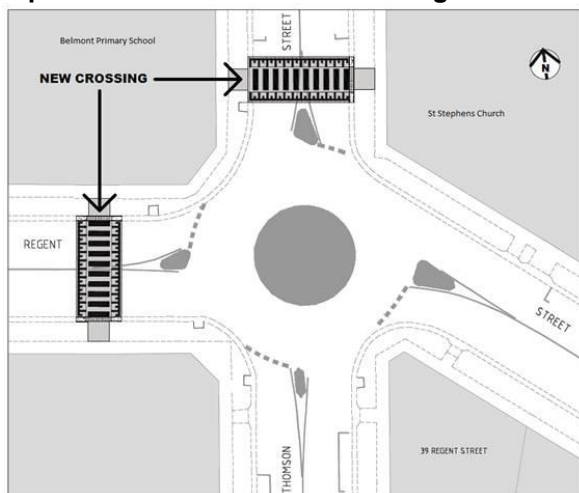 Belmont Primary School
STREET
NEW CROSSING
N
St Stephens Church
REGENT
STREET
THOMSON
39 REGENT STREET